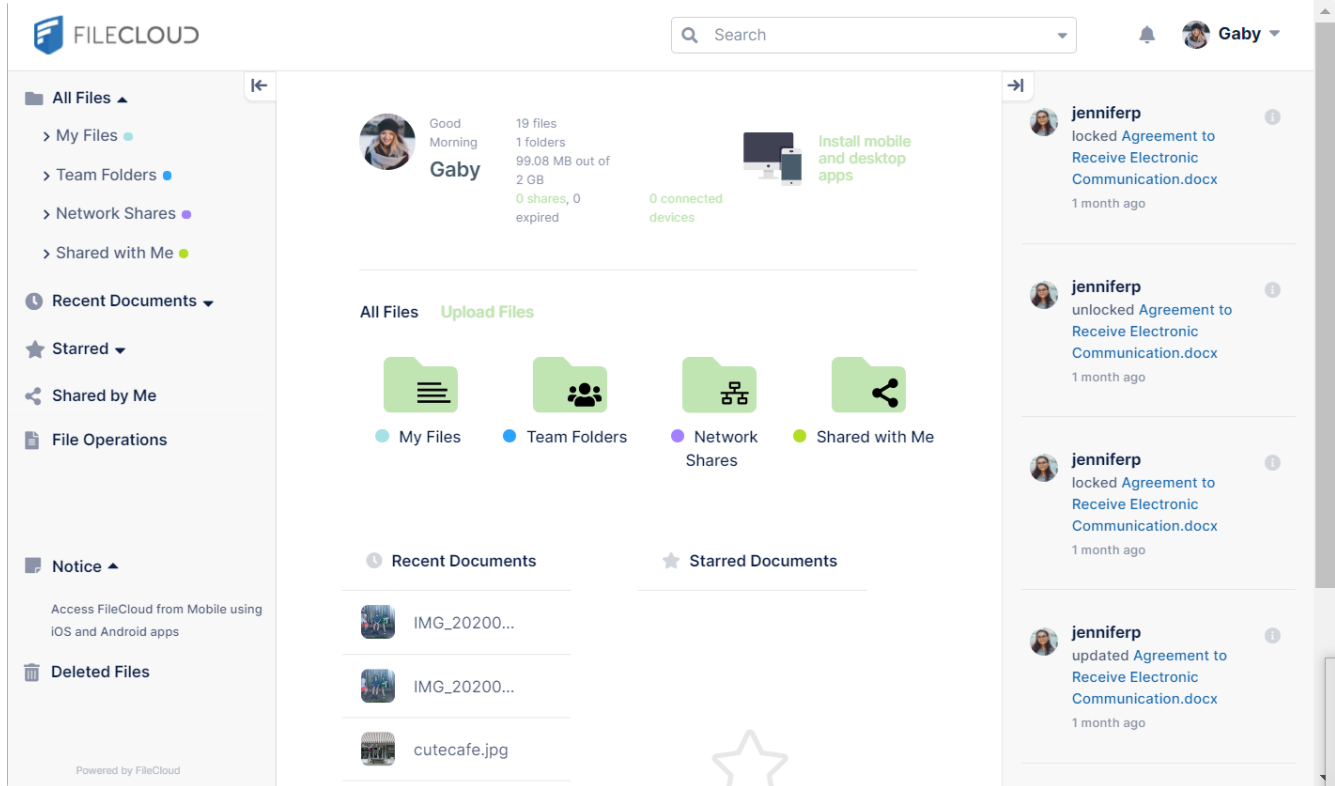 FILECLOUD
Search
Gaby
All Files
My Files
Team Folders
Network Shares
Shared with Me
Recent Documents
Starred
Shared by Me
File Operations
Notice
Access FileCloud from Mobile using
iOS and Android apps
Deleted Files
Powered by FileCloud
Good
Morning
Gaby
19 files
1 folders
99.08 MB out of
2 GB
0 shares, 0
expired
0 connected
devices
Install mobile
and desktop
apps
All Files
Upload Files
My Files
Team Folders
Network
Shares
Shared with Me
Recent Documents
IMG_20200...
IMG_20200...
cutecafe.jpg
Starred Documents
jenniferp
locked Agreement to
Receive Electronic
Communication.docx
1 month ago
jenniferp
unlocked Agreement to
Receive Electronic
Communication.docx
1 month ago
jenniferp
locked Agreement to
Receive Electronic
Communication.docx
1 month ago
jenniferp
updated Agreement to
Receive Electronic
Communication.docx
1 month ago